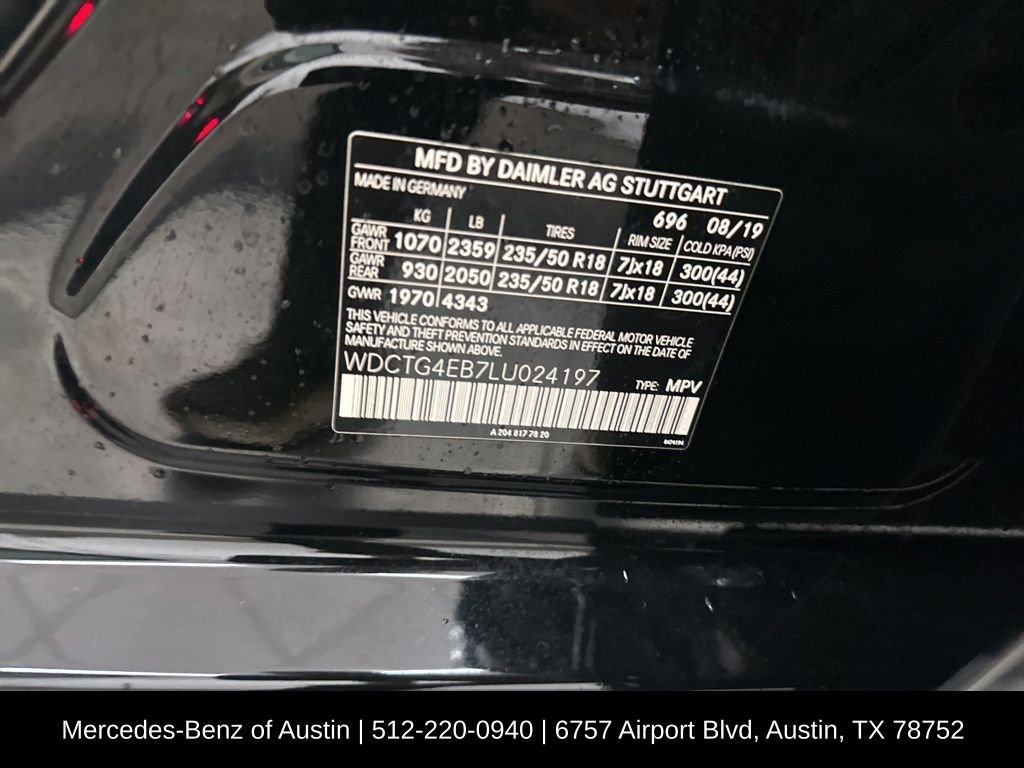 MFD BY DAIMLER AG STUTTGART
MADE IN GERMANY
696 08/19
KG LB TIRES RIM SIZE COLD KPA(PSI)
GAWR FRONT 1070 2359 235/50 R18 7Jx18 300(44)
GAWR REAR 930 2050 235/50 R18 7Jx18 300(44)
GVWR 1970 4343
THIS VEHICLE CONFORMS TO ALL APPLICABLE FEDERAL MOTOR VEHICLE
SAFETY AND THEFT PREVENTION STANDARDS IN EFFECT ON THE DATE OF
MANUFACTURE SHOWN ABOVE.
WDCTG4EB7LU024197
TYPE: MPV
A 204 817 78 20
Mercedes-Benz of Austin | 512-220-0940 | 6757 Airport Blvd, Austin, TX 78752